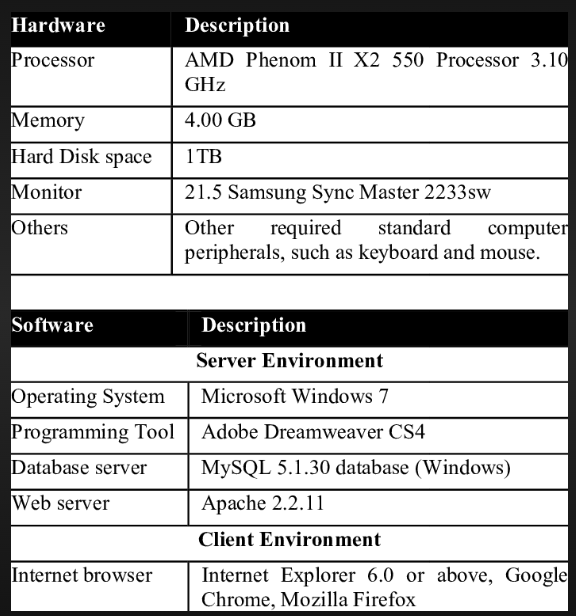 Hardware Description
Processor AMD Phenom II X2 550 Processor 3.10
GHz
Memory 4.00 GB
Hard Disk space 1TB
Monitor 21.5 Samsung Sync Master 2233sw
Others Other required standard computer
peripherals, such as keyboard and mouse.
Software Description
Server Environment
Operating System Microsoft Windows 7
Programming Tool Adobe Dreamweaver CS4
Database server MySQL 5.1.30 database (Windows)
Web server Apache 2.2.11
Client Environment
Internet browser Internet Explorer 6.0 or above, Google
Chrome, Mozilla Firefox